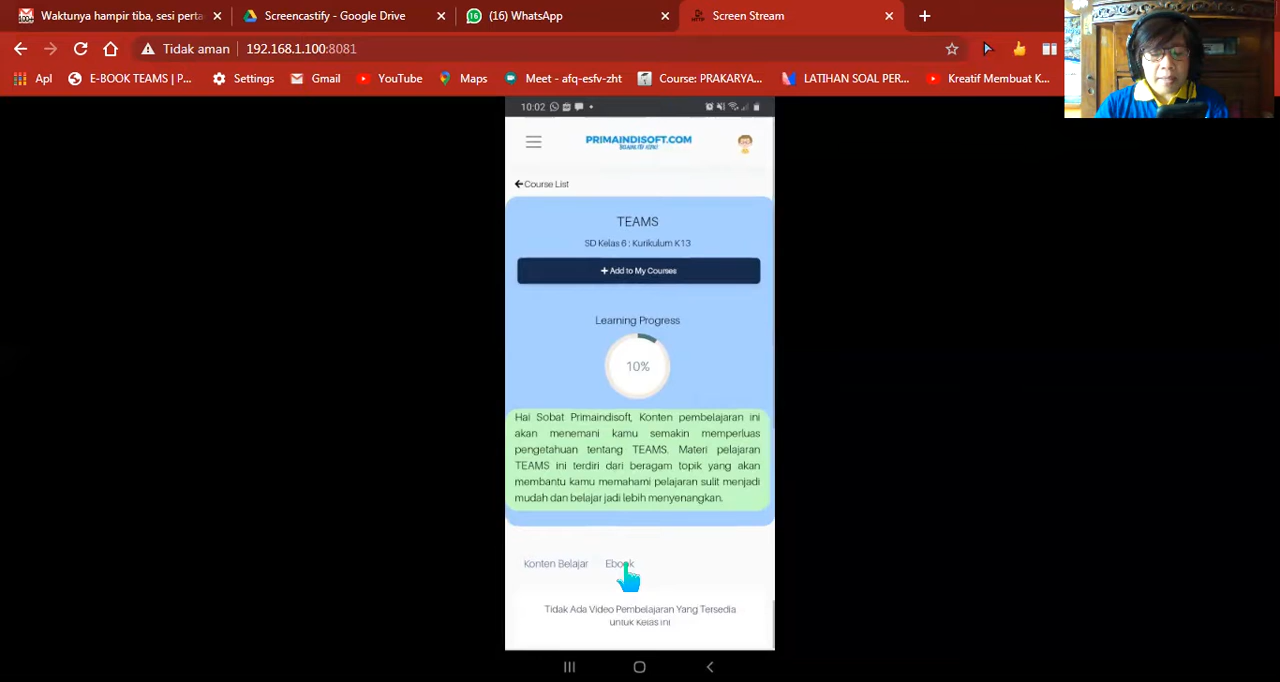 Waktunya hampir tiba, sesi perta
Screencastify - Google Drive
(16) WhatsApp
Screen Stream
Tidak aman
192.168.1.100:8081
Apl
E-BOOK TEAMS | P...
Settings
Gmail
YouTube
Maps
Meet - afq-esfv-zht
Course: PRAKARYA...
LATIHAN SOAL PER...
Kreatif Membuat K...
10:02
PRIMAINDISOFT.COM
Course List
TEAMS
SD Kelas 6 : Kurikulum K13
+ Add to My Courses
Learning Progress
10%
Hai Sobat Primaindisoft, Konten pembelajaran ini
akan menemani kamu semakin memperluas
pengetahuan tentang TEAMS. Materi pelajaran
TEAMS ini terdiri dari beragam topik yang akan
membantu kamu memahami pelajaran sulit menjadi
mudah dan belajar jadi lebih menyenangkan.
Konten Belajar
Ebook
Tidak Ada Video Pembelajaran Yang Tersedia
untuk Kelas ini